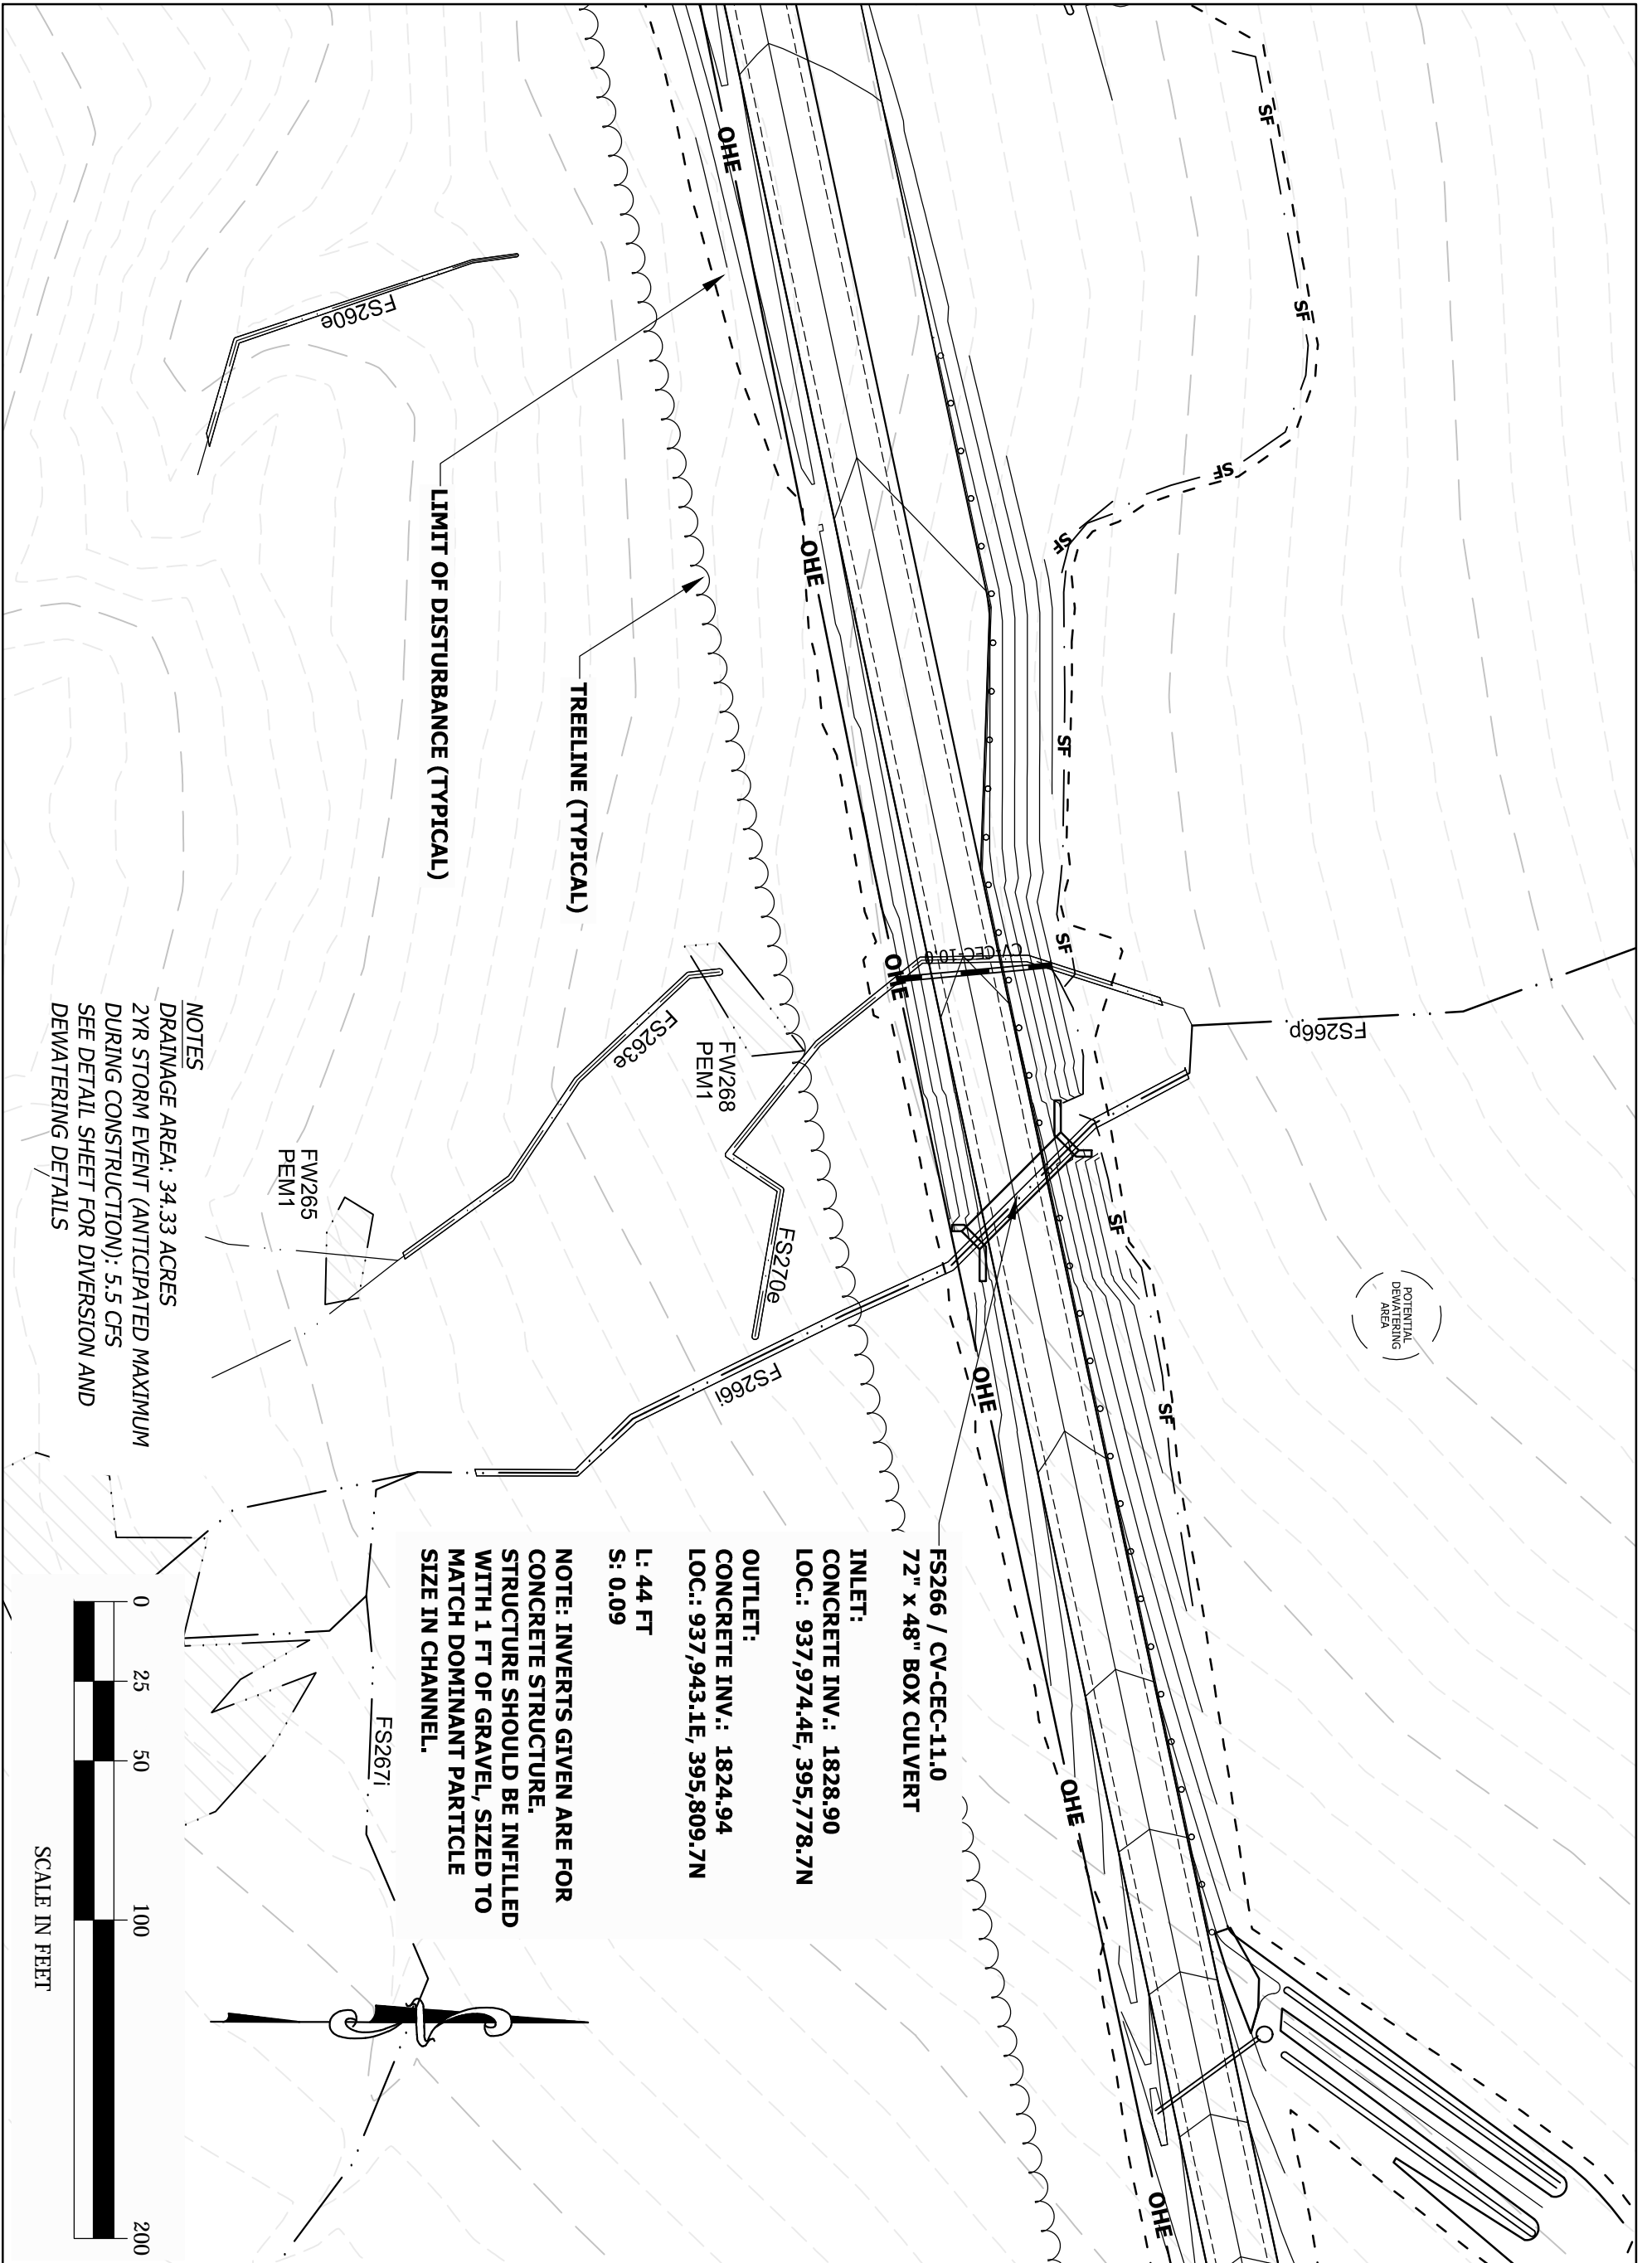 SF
SF
SF
SF
SF
SF
SF
SF
OHE
OHE
OHE
OHE
OHE
OHE
FS260e
LIMIT OF DISTURBANCE (TYPICAL)
TREELINE (TYPICAL)
CV-CEC-10.0
FS266p
FS263e
FW268
PEM1
FW265
PEM1
FS270e
FS266i
POTENTIAL
DEWATERING
AREA
NOTES
DRAINAGE AREA: 34.33 ACRES
2YR STORM EVENT (ANTICIPATED MAXIMUM
DURING CONSTRUCTION): 5.5 CFS
SEE DETAIL SHEET FOR DIVERSION AND
DEWATERING DETAILS
FS266 / CV-CEC-11.0
72" x 48" BOX CULVERT
INLET:
CONCRETE INV.: 1828.90
LOC.: 937,974.4E, 395,778.7N
OUTLET:
CONCRETE INV.: 1824.94
LOC.: 937,943.1E, 395,809.7N
L: 44 FT
S: 0.09
NOTE: INVERTS GIVEN ARE FOR
CONCRETE STRUCTURE.
STRUCTURE SHOULD BE INFILLED
WITH 1 FT OF GRAVEL, SIZED TO
MATCH DOMINANT PARTICLE
SIZE IN CHANNEL.
FS267i
0 25 50 100 200
SCALE IN FEET